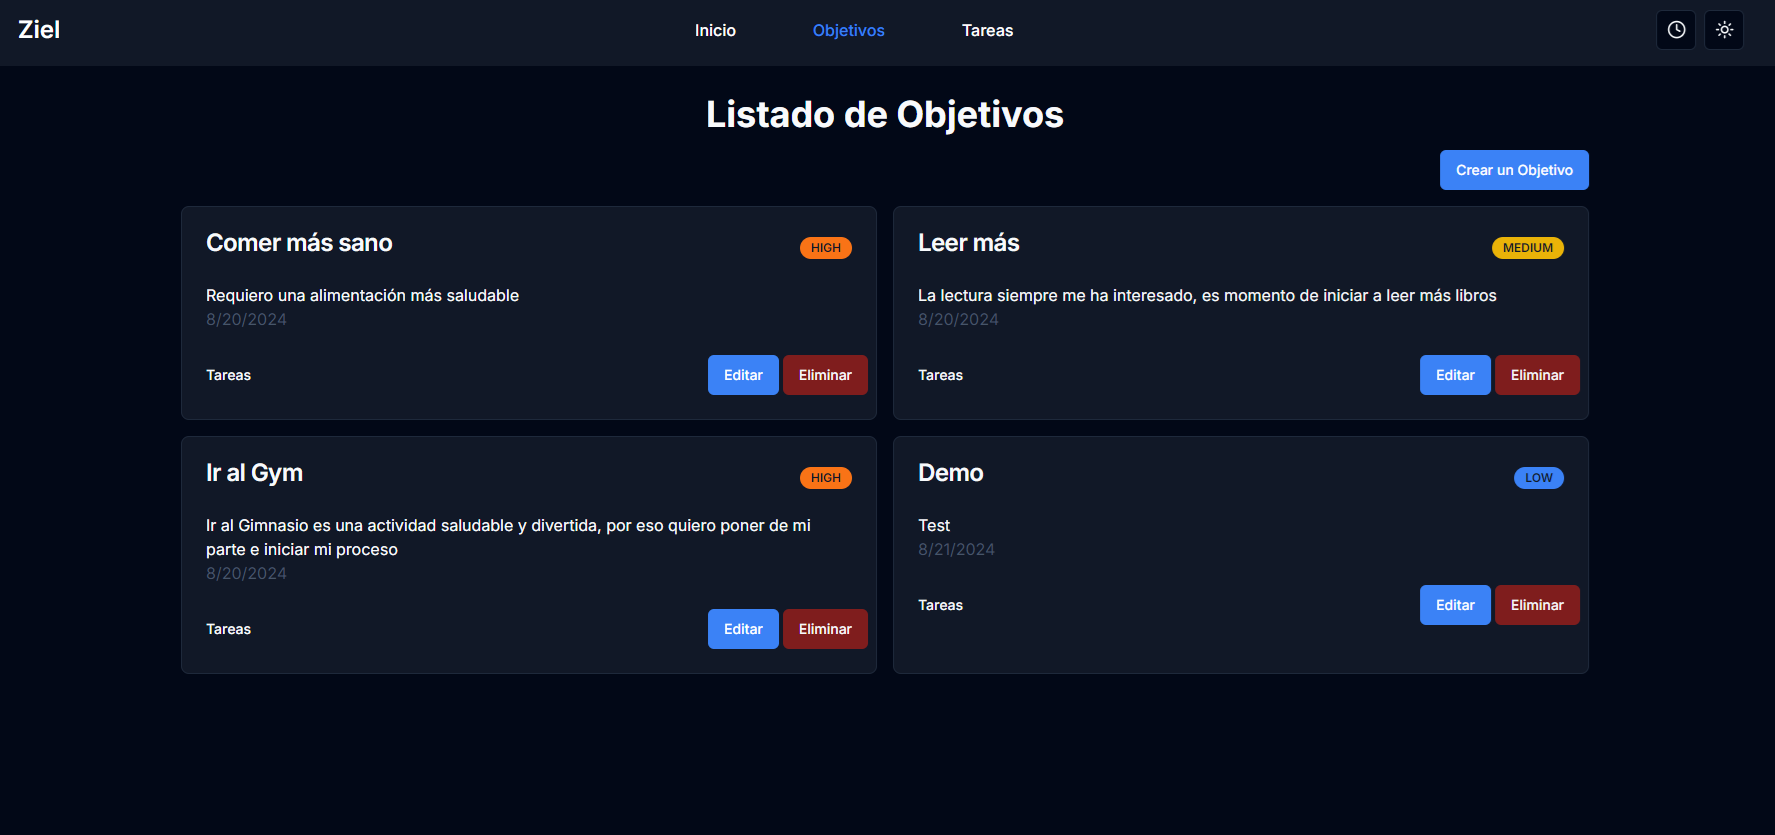 Ziel
Inicio
Objetivos
Tareas
Listado de Objetivos
Crear un Objetivo
Comer más sano
HIGH
Requiero una alimentación más saludable
8/20/2024
Tareas
Editar
Eliminar
Leer más
MEDIUM
La lectura siempre me ha interesado, es momento de iniciar a leer más libros
8/20/2024
Tareas
Editar
Eliminar
Ir al Gym
HIGH
Ir al Gimnasio es una actividad saludable y divertida, por eso quiero poner de mi
parte e iniciar mi proceso
8/20/2024
Tareas
Editar
Eliminar
Demo
LOW
Test
8/21/2024
Tareas
Editar
Eliminar